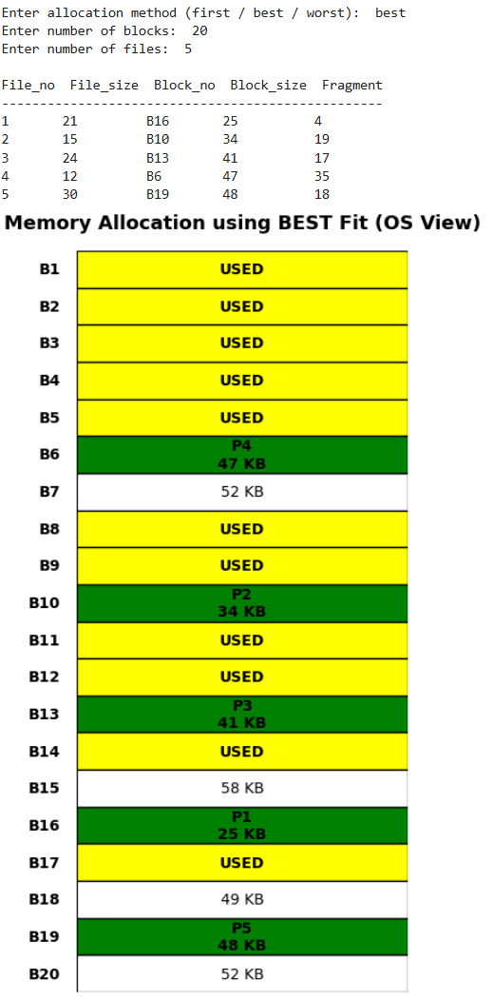 Enter allocation method (first / best / worst):  best
Enter number of blocks:  20
Enter number of files:  5
File_no  File_size  Block_no  Block_size  Fragment
--------------------------------------------------
1       21         B16       25          4
2       15         B10       34          19
3       24         B13       41          17
4       12         B6        47          35
5       30         B19       48          18
Memory Allocation using BEST Fit (OS View)
B1 USED
B2 USED
B3 USED
B4 USED
B5 USED
B6 P4
47 KB
B7 52 KB
B8 USED
B9 USED
B10 P2
34 KB
B11 USED
B12 USED
B13 P3
41 KB
B14 USED
B15 58 KB
B16 P1
25 KB
B17 USED
B18 49 KB
B19 P5
48 KB
B20 52 KB